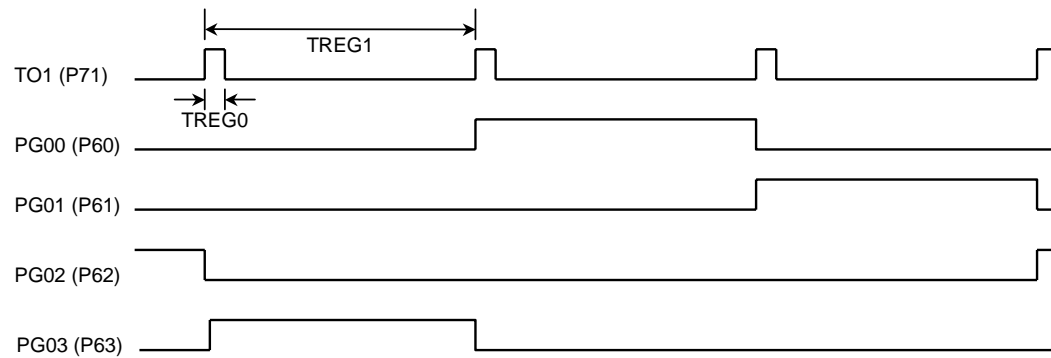 TREG1
TO1 (P71)
TREG0
PG00 (P60)
PG01 (P61)
PG02 (P62)
PG03 (P63)